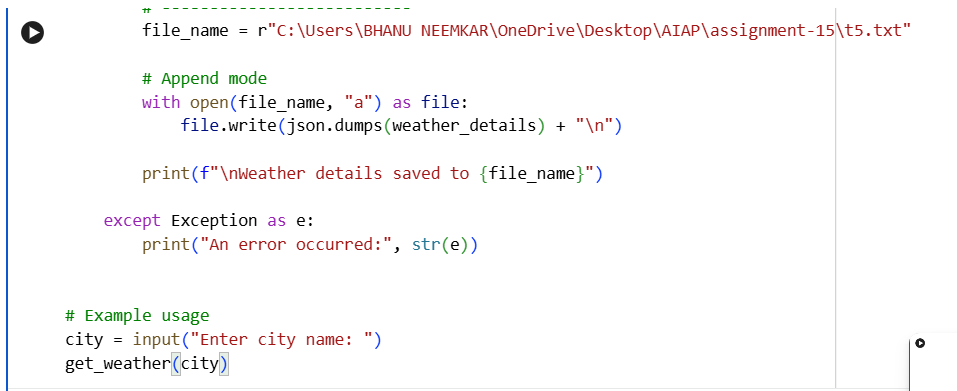 # --------------------------
file_name = r"C:\Users\BHANU NEEMKAR\OneDrive\Desktop\AIAP\assignment-15\t5.txt"
# Append mode
with open(file_name, "a") as file:
file.write(json.dumps(weather_details) + "\n")
print(f"\nWeather details saved to {file_name}")
except Exception as e:
print("An error occurred:", str(e))
# Example usage
city = input("Enter city name: ")
get_weather(city)